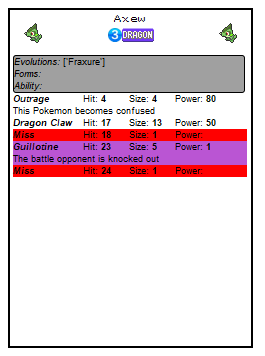 Axew
3 DRAGON
Evolutions: ['Fraxure']
Forms:
Ability:
Outrage Hit: 4 Size: 4 Power: 80
This Pokemon becomes confused
Dragon Claw Hit: 17 Size: 13 Power: 50
Miss Hit: 18 Size: 1 Power:
Guillotine Hit: 23 Size: 5 Power: 1
The battle opponent is knocked out
Miss Hit: 24 Size: 1 Power: